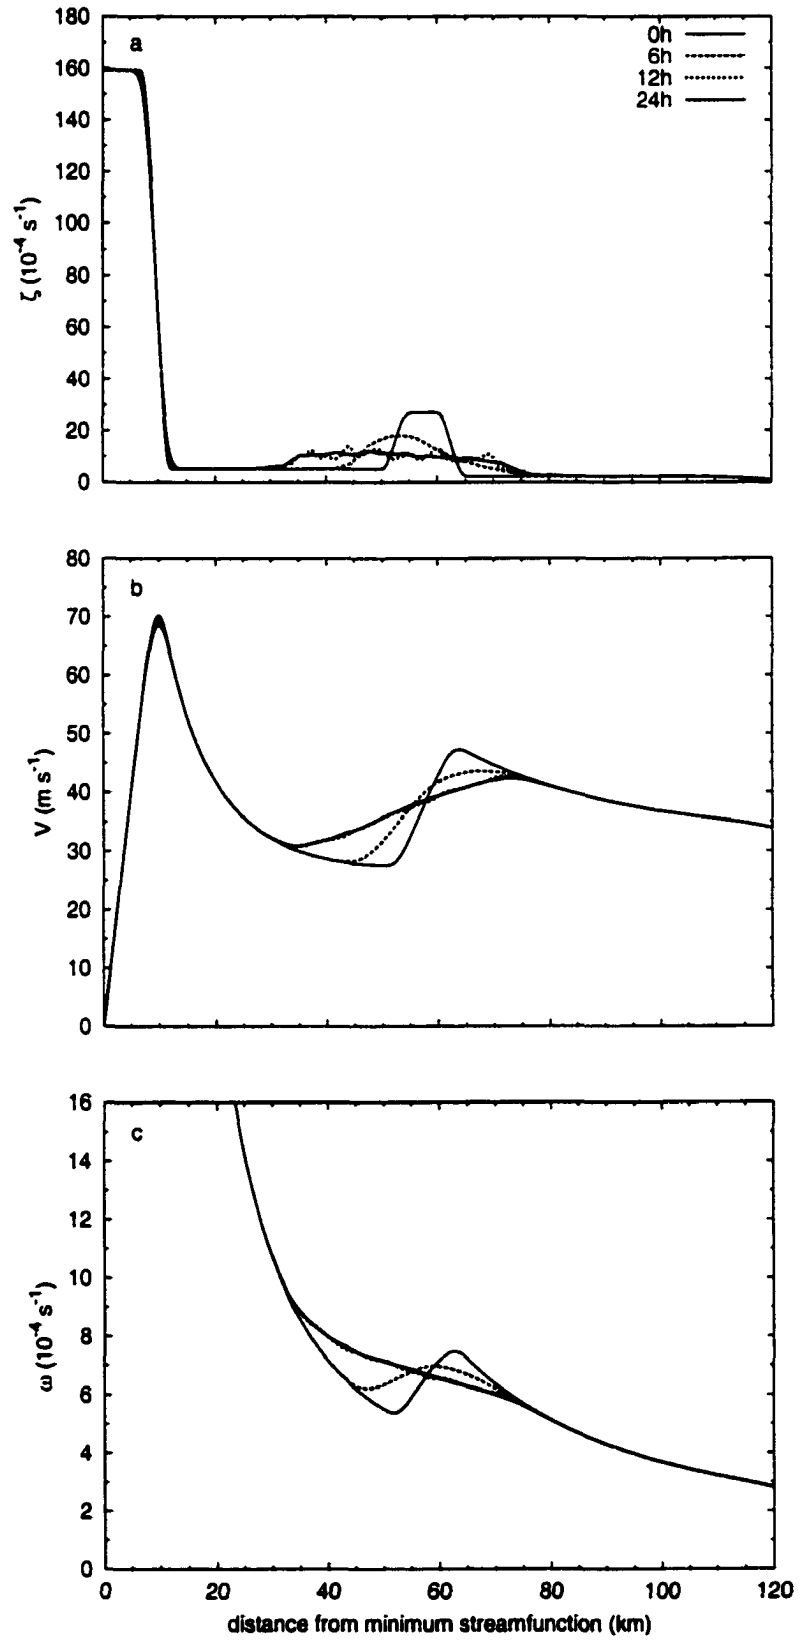 180
160
140
120
100
80
60
40
20
0
ζ (10⁻⁴ s⁻¹)
a
0h
6h
12h
24h
80
70
60
50
40
30
20
10
0
V (m s⁻¹)
b
16
14
12
10
8
6
4
2
0
ω (10⁻⁴ s⁻¹)
c
0 20 40 60 80 100 120
distance from minimum streamfunction (km)